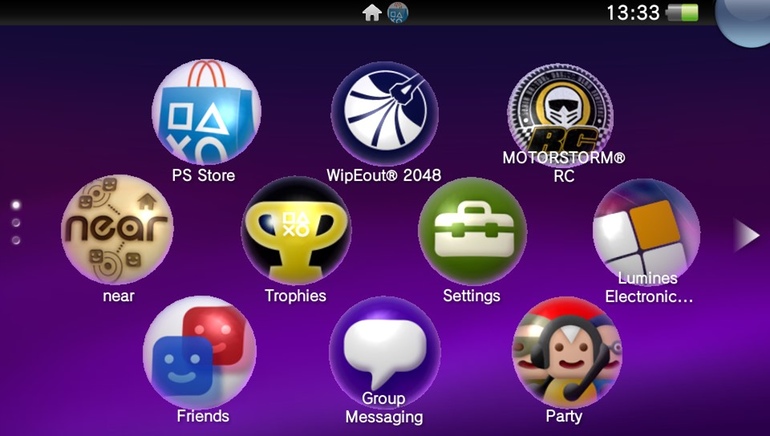 13:33
PS Store
WipEout® 2048
RC
MOTORSTORM®
RC
near
near
Trophies
Settings
Lumines
Electronic...
Friends
Group
Messaging
Party